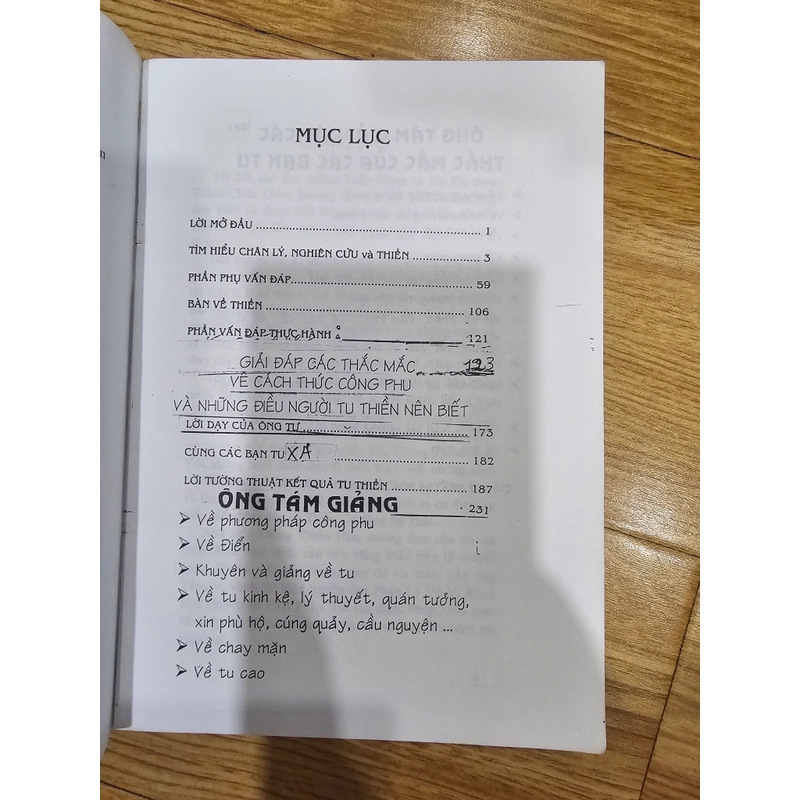 MỤC LỤC
LỜI MỞ ĐẦU ........ 1
TÌM HIỂU CHÂN LÝ, NGHIÊN CỨU và THIỀN ........ 3
PHẦN PHỤ VẤN ĐÁP ........ 59
BÀN VỀ THIỀN ........ 106
PHẦN VẤN ĐÁP THỰC HÀNH : ........ 121
GIẢI ĐÁP CÁC THẮC MẮC ........ 123
VỀ CÁCH THỨC CÔNG PHU
VÀ NHỮNG ĐIỀU NGƯỜI TU THIỀN NÊN BIẾT
LỜI DẠY CỦA ÔNG TƯ ........ 173
CÙNG CÁC BẠN TU XA ........ 182
LỜI TƯỜNG THUẬT KẾT QUẢ TU THIỀN ........ 187
ÔNG TÁM GIẢNG ........ 231
➢ Về phương pháp công phu
➢ Về Điển
➢ Khuyên và giảng về tu
➢ Về tu kinh kệ, lý thuyết, quán tưởng,
xin phù hộ, cúng quảy, cầu nguyện ...
➢ Về chay mặn
➢ Về tu cao